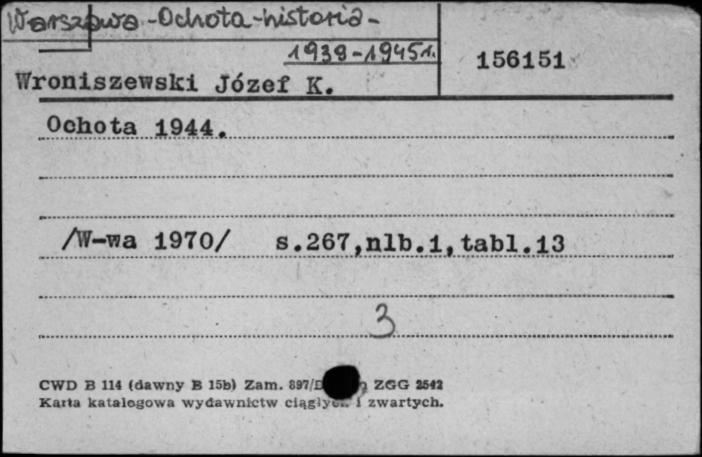 Warszawa-Ochota-historia-
1939-1945r.
156151
Wroniszewski Józef K.
Ochota 1944.
/W-wa 1970/ s.267,nlb.1,tabl.13
3
CWD B 114 (dawny B 15b) Zam. 897/D ZGG 2542
Karta katalogowa wydawnictw ciągłych i zwartych.